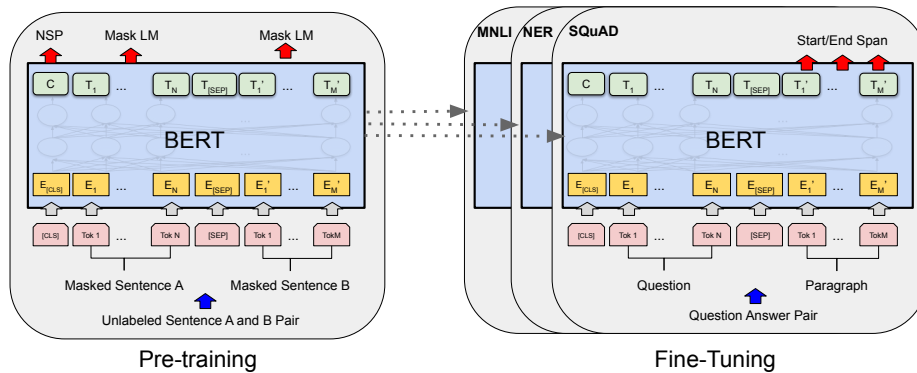 NSP Mask LM Mask LM
C T1 ... TN T[SEP] T1' ... TM'
BERT
E[CLS] E1 ... EN E[SEP] E1' ... EM'
[CLS] Tok 1 ... Tok N [SEP] Tok 1 ... TokM
Masked Sentence A Masked Sentence B
Unlabeled Sentence A and B Pair
Pre-training
MNLI NER SQuAD
Start/End Span
C T1 ... TN T[SEP] T1' ... TM'
BERT
E[CLS] E1 ... EN E[SEP] E1' ... EM'
[CLS] Tok 1 ... Tok N [SEP] Tok 1 ... TokM
Question Paragraph
Question Answer Pair
Fine-Tuning